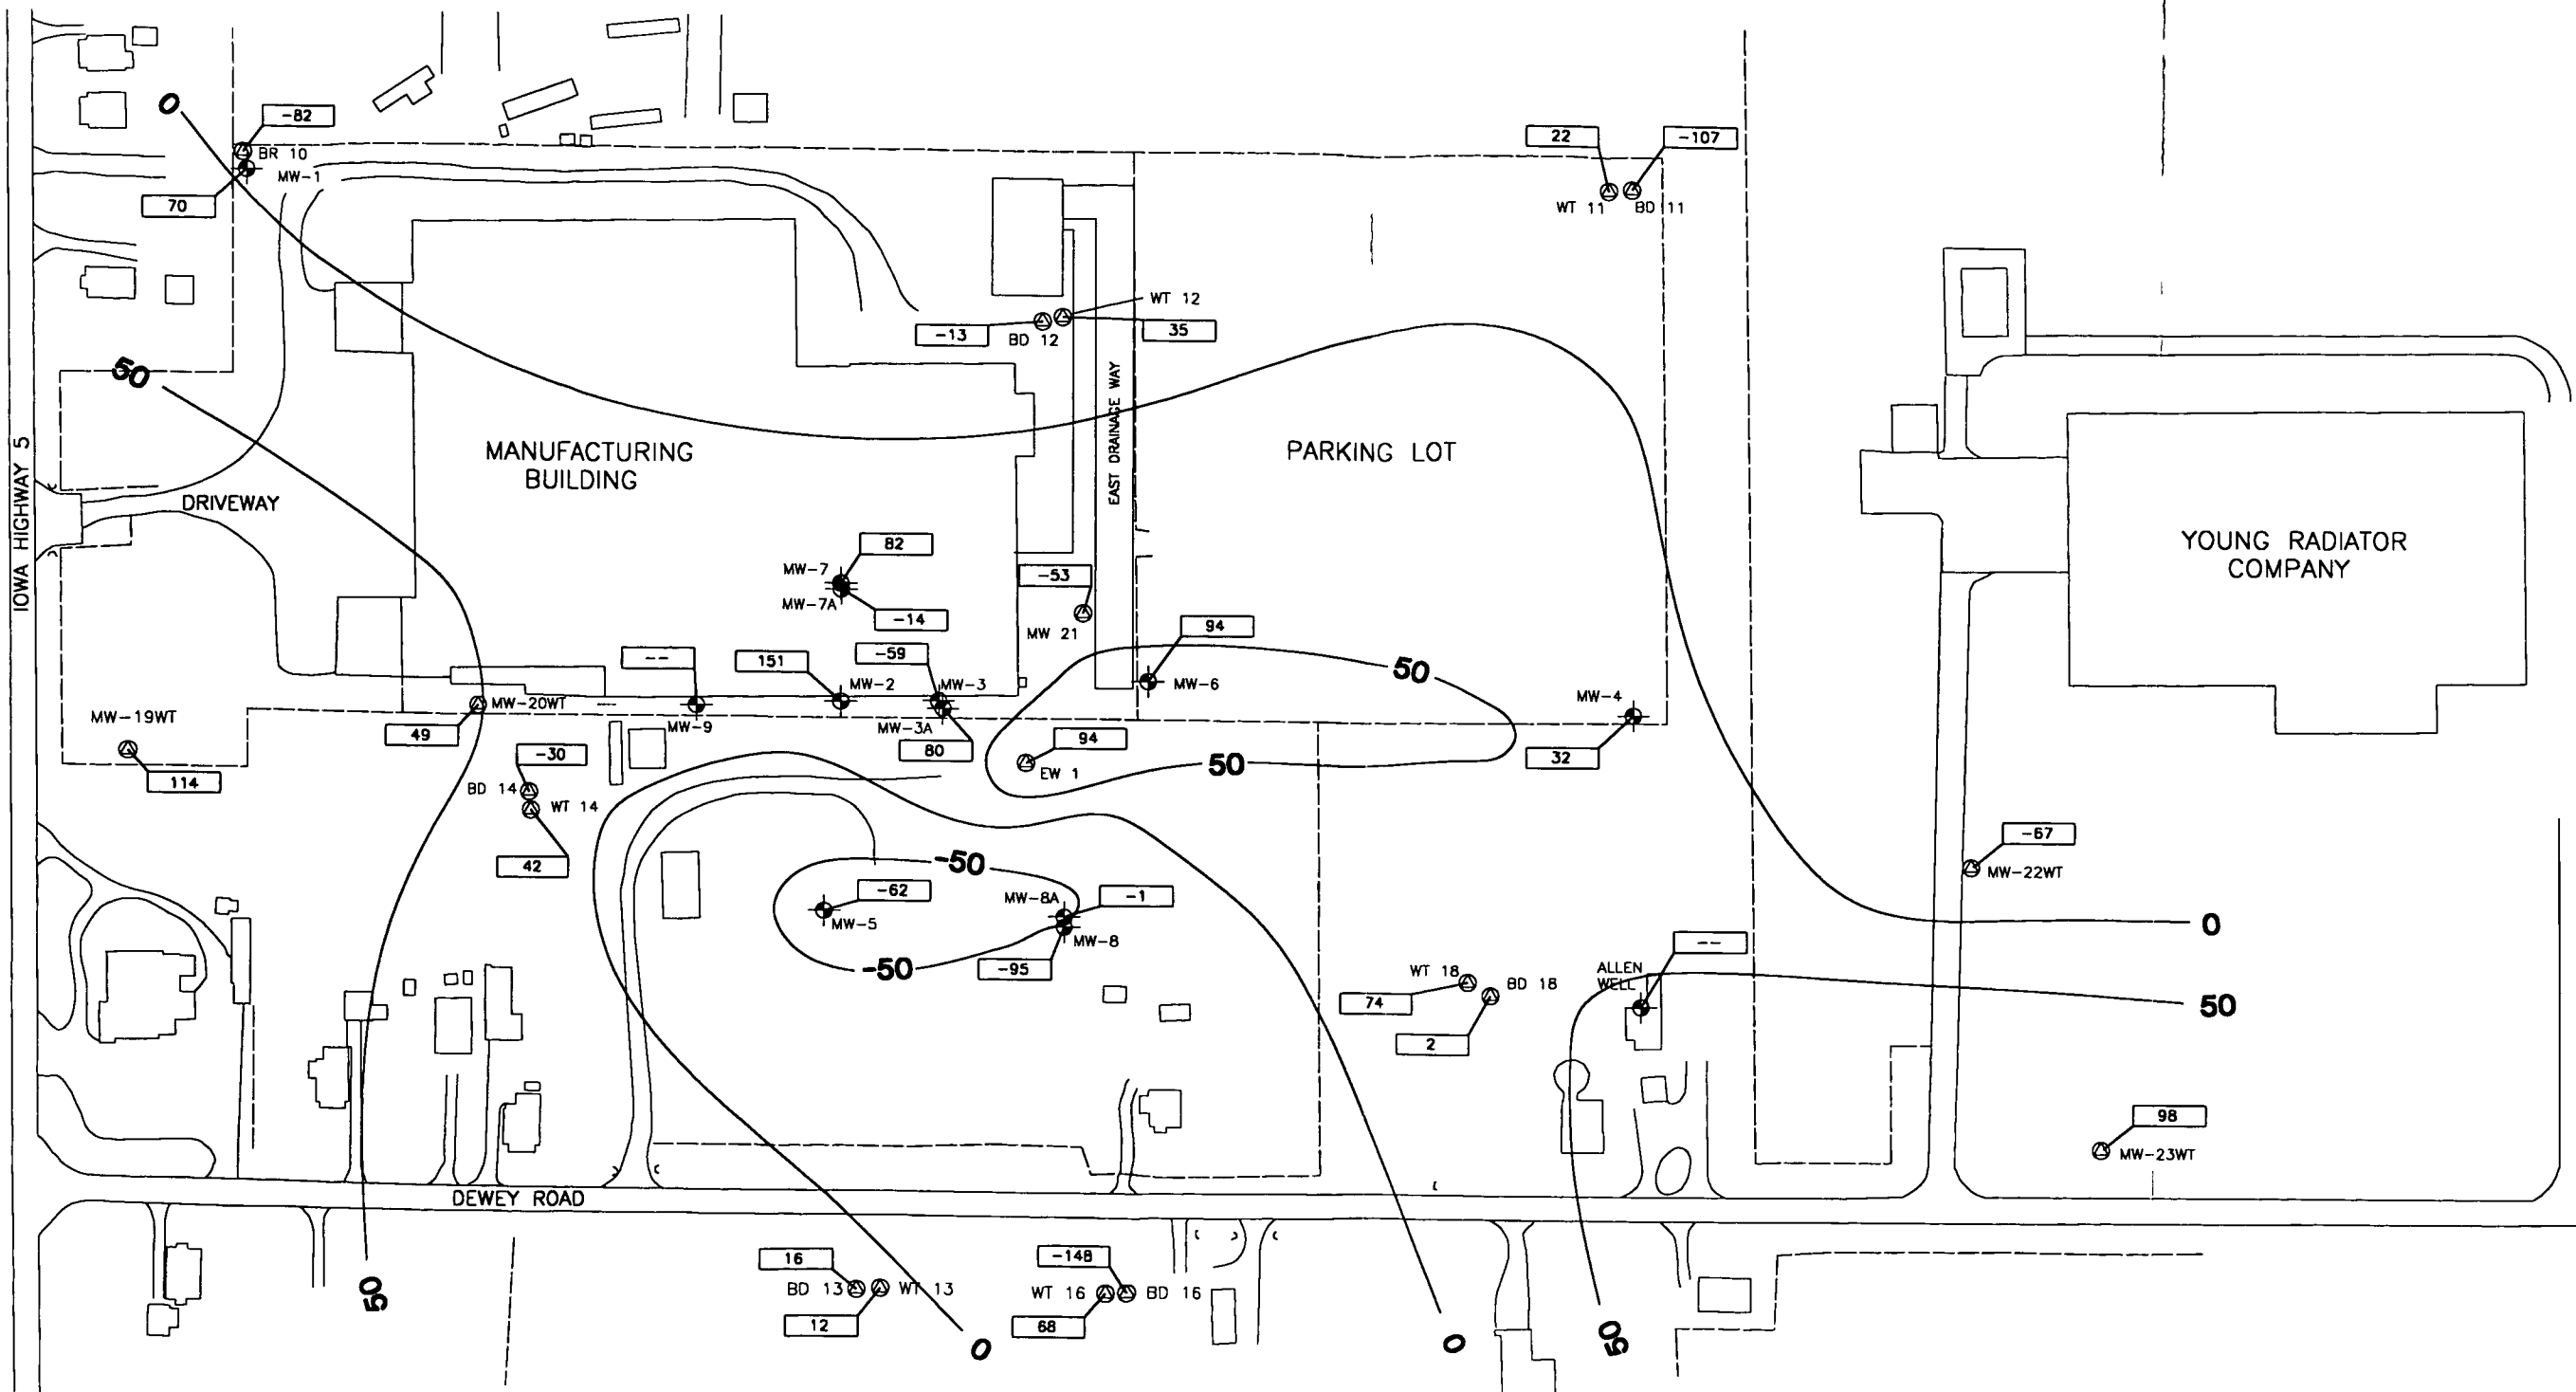 0
-82
BR 10
MW-1
70
22
-107
WT 11
BD 11
WT 12
-13
35
BD 12
50
EAST DRAINAGE WAY
IOWA HIGHWAY 5
MANUFACTURING
BUILDING
PARKING LOT
DRIVEWAY
YOUNG RADIATOR
COMPANY
82
MW-7
MW-7A
-14
-53
MW 21
94
MW-6
50
--
151
-59
MW-2
MW-3
MW-20WT
MW-19WT
49
MW-9
MW-3A
80
94
EW 1
50
MW-4
32
114
-30
BD 14
WT 14
42
-67
MW-22WT
-50
-62
MW-5
MW-8A
-1
MW-8
-95
-50
0
--
ALLEN
WELL
WT 18
BD 18
74
2
50
98
MW-23WT
DEWEY ROAD
16
BD 13
WT 13
12
-148
WT 16
BD 16
68
50
0
0
50